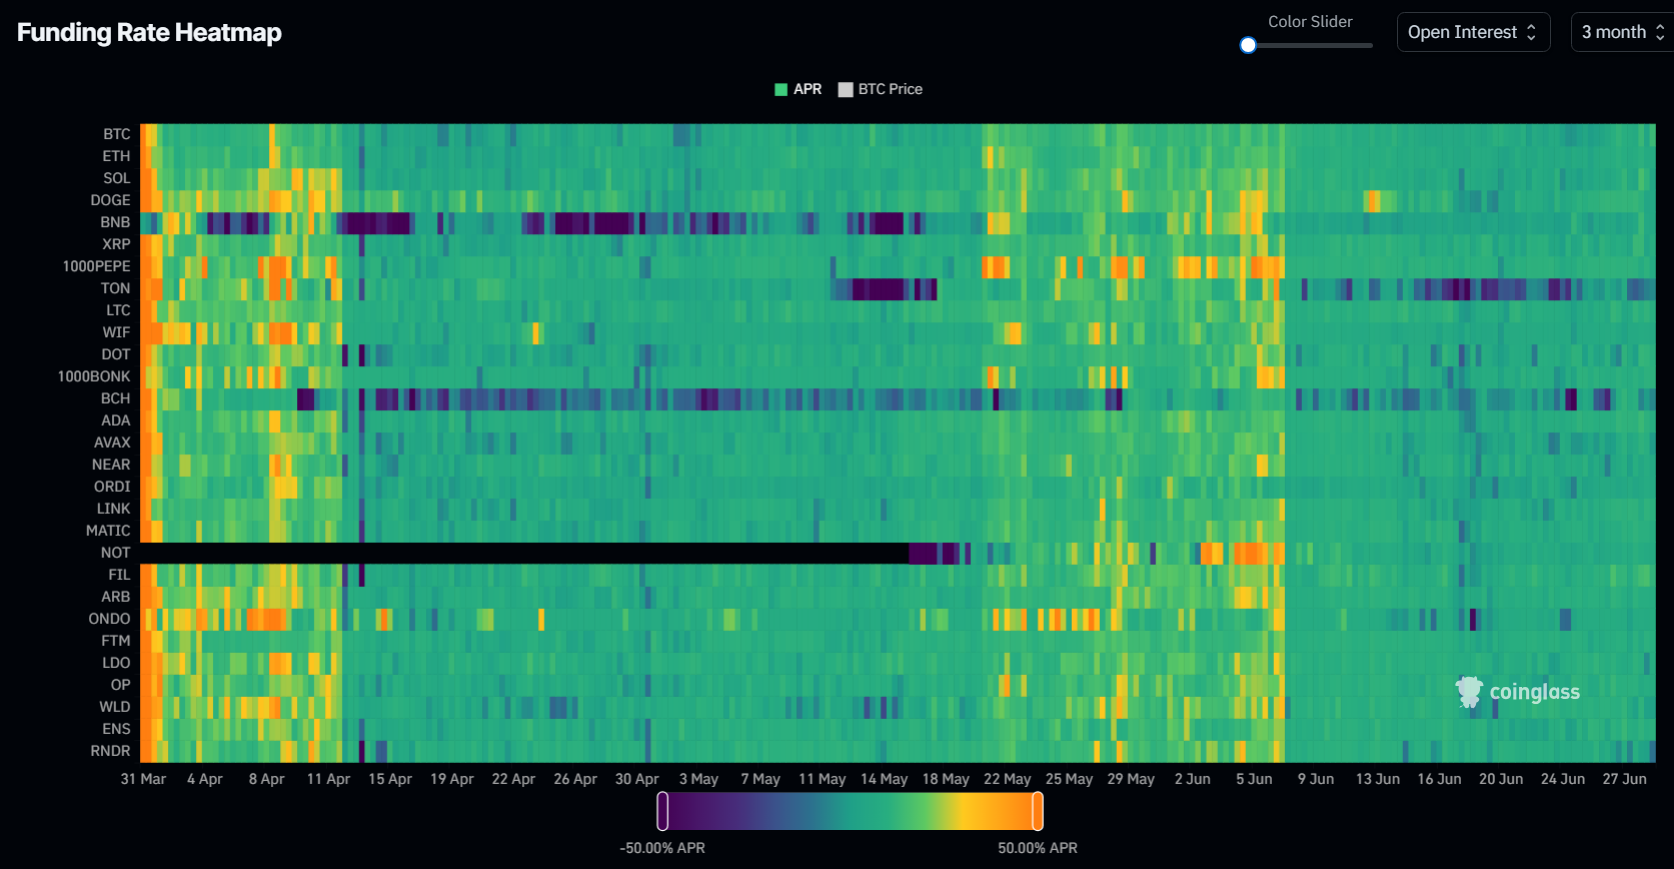 Funding Rate Heatmap
Color Slider
Open Interest
3 month
APR
BTC Price
BTC
ETH
SOL
DOGE
BNB
XRP
1000PEPE
TON
LTC
WIF
DOT
1000BONK
BCH
ADA
AVAX
NEAR
ORDI
LINK
MATIC
NOT
FIL
ARB
ONDO
FTM
LDO
OP
WLD
ENS
RNDR
coinglass
31 Mar 4 Apr 8 Apr 11 Apr 15 Apr 19 Apr 22 Apr 26 Apr 30 Apr 3 May 7 May 11 May 14 May 18 May 22 May 25 May 29 May 2 Jun 5 Jun 9 Jun 13 Jun 16 Jun 20 Jun 24 Jun 27 Jun
-50.00% APR
50.00% APR